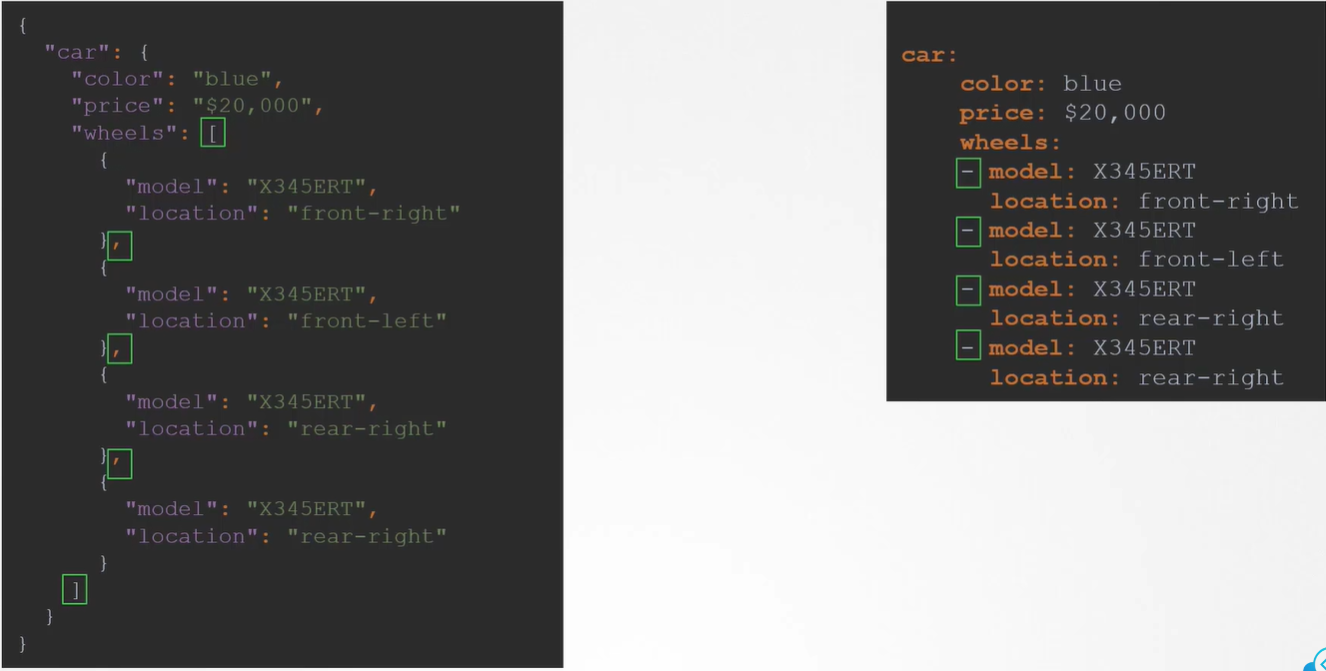 {
  "car": {
    "color": "blue",
    "price": "$20,000",
    "wheels": [
      {
        "model": "X345ERT",
        "location": "front-right"
      },
      {
        "model": "X345ERT",
        "location": "front-left"
      },
      {
        "model": "X345ERT",
        "location": "rear-right"
      },
      {
        "model": "X345ERT",
        "location": "rear-right"
      }
    ]
  }
}
car:
    color: blue
    price: $20,000
    wheels:
    - model: X345ERT
      location: front-right
    - model: X345ERT
      location: front-left
    - model: X345ERT
      location: rear-right
    - model: X345ERT
      location: rear-right